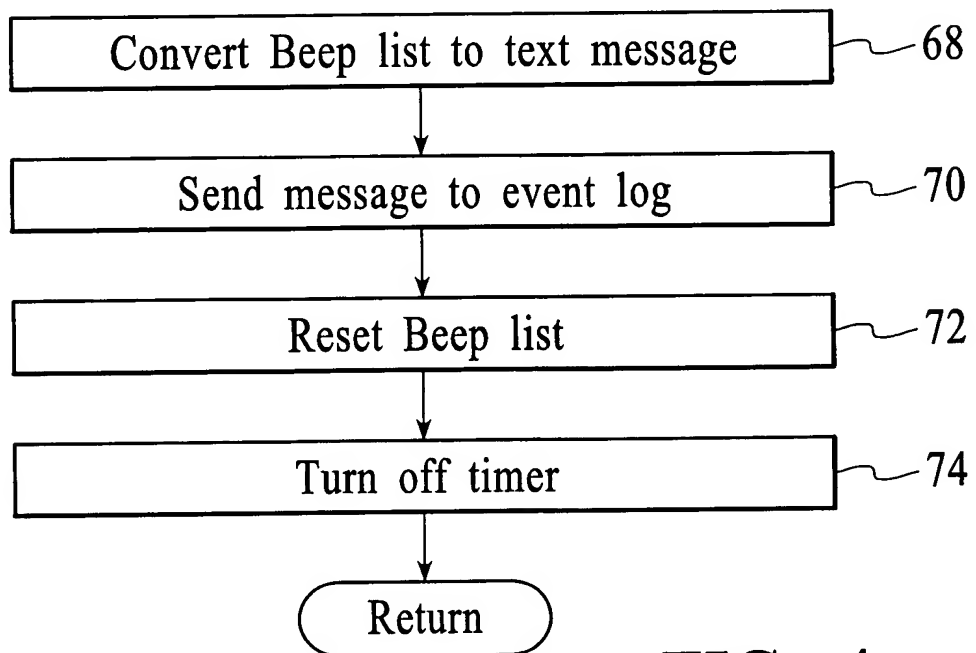 Convert Beep list to text message
68
Send message to event log
70
Reset Beep list
72
Turn off timer
74
Return